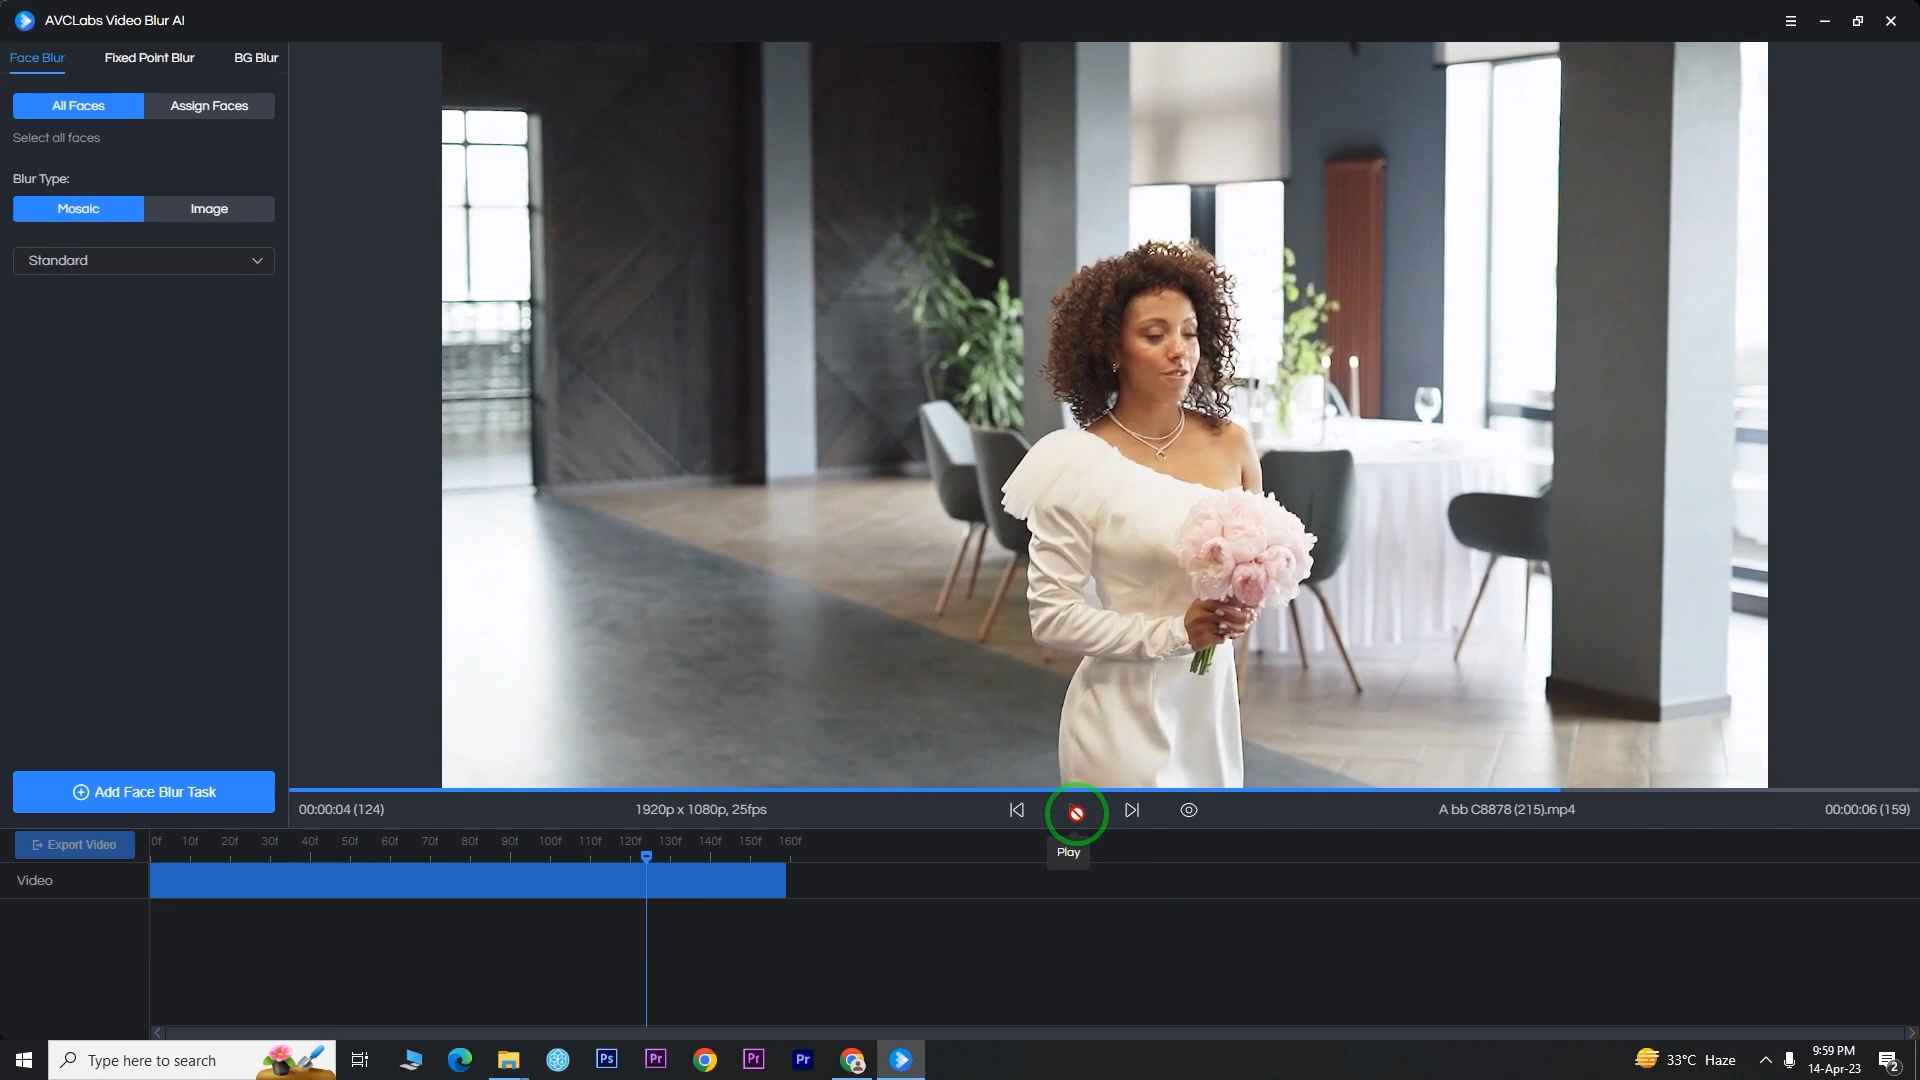 AVCLabs Video Blur AI
Face Blur Fixed Point Blur BG Blur
All Faces Assign Faces
Select all faces
Blur Type:
Mosaic Image
Standard
Add Face Blur Task
00:00:04 (124) 1920p x 1080p, 25fps A bb C8878 (215).mp4 00:00:06 (159)
Export Video 0f 10f 20f 30f 40f 50f 60f 70f 80f 90f 100f 110f 120f 130f 140f 150f 160f
Play
Video
Type here to search Ps Pr Pr Pr 33°C Haze 9:59 PM
14-Apr-23 2